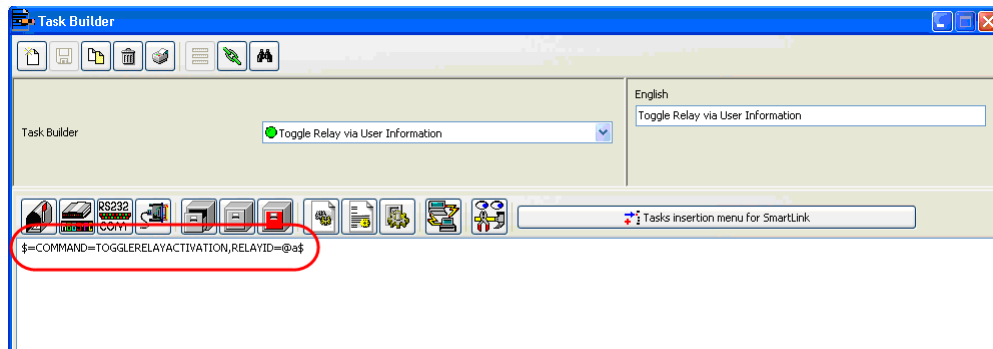 Task Builder
English
Toggle Relay via User Information
Task Builder
Toggle Relay via User Information
RS232
COM
Tasks insertion menu for SmartLink
$=COMMAND=TOGGLERELAYACTIVATION,RELAYID=@a$